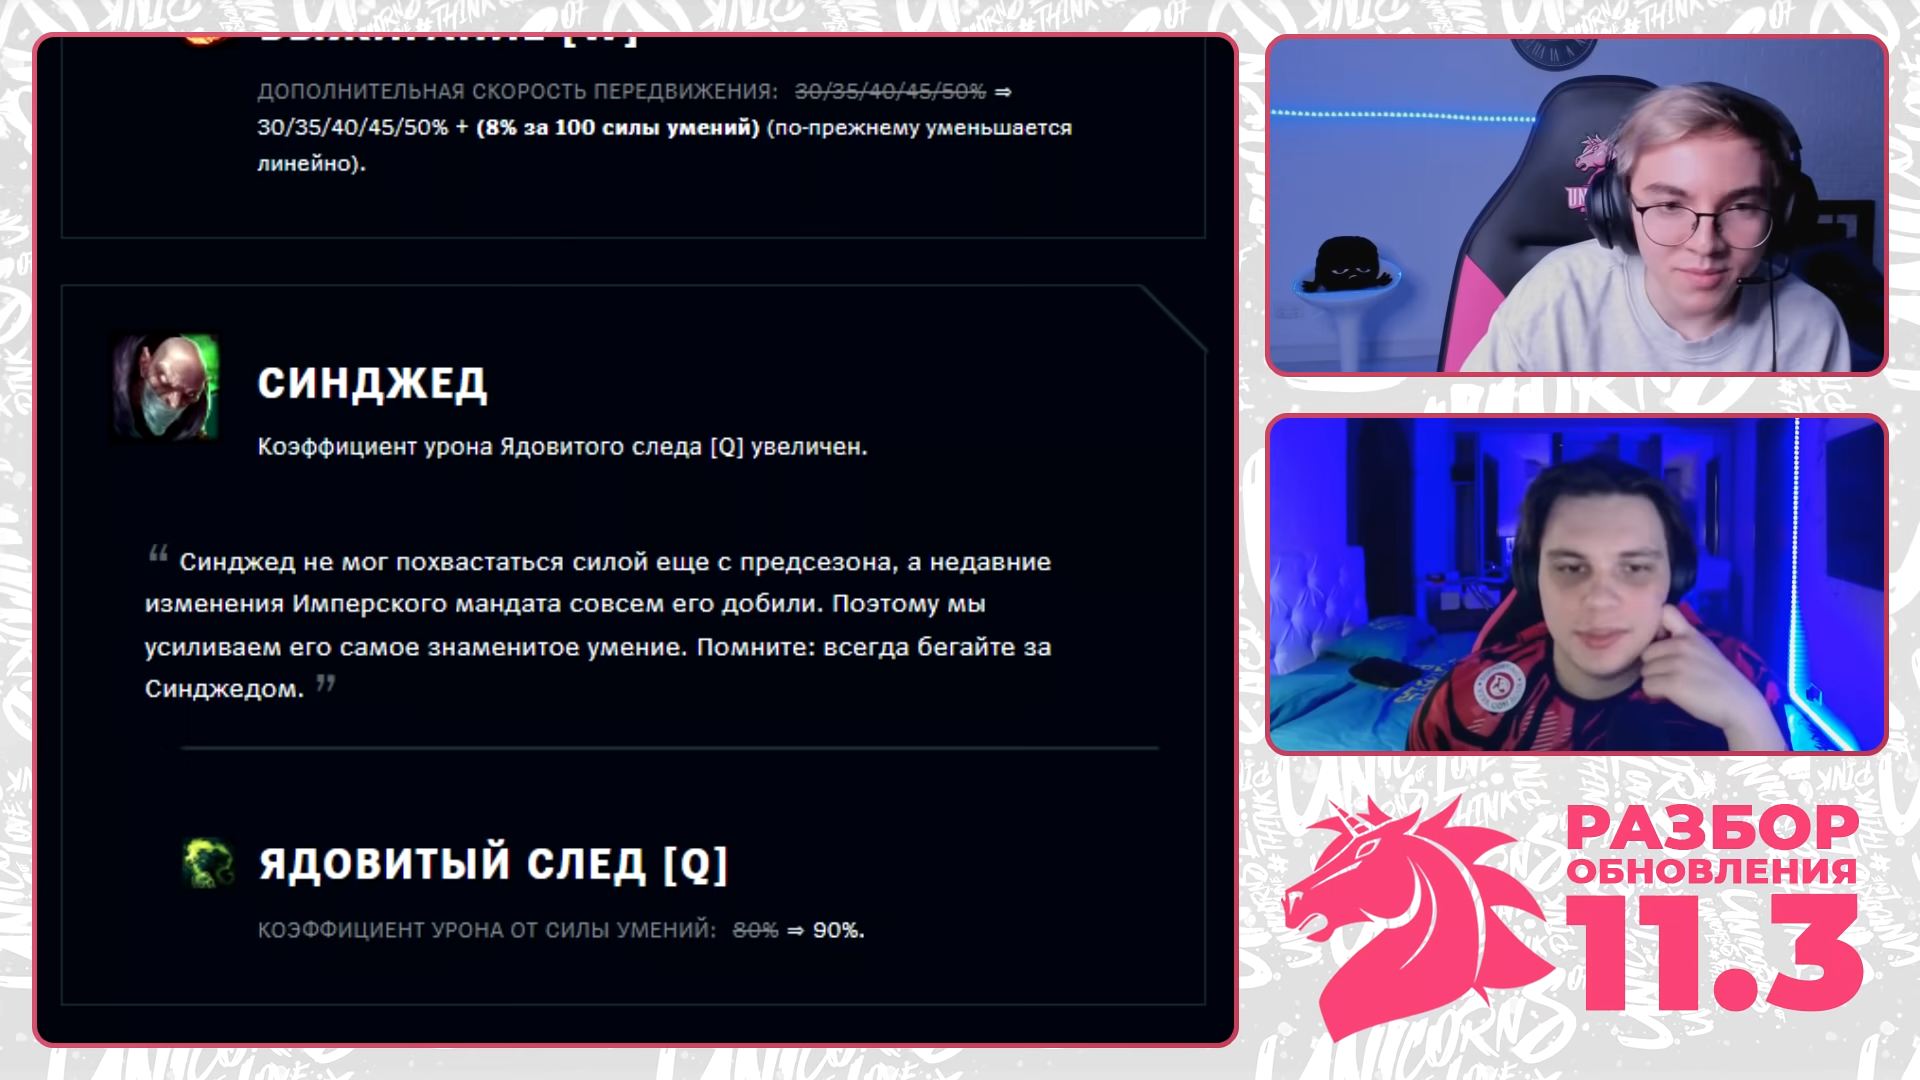 ДОПОЛНИТЕЛЬНАЯ СКОРОСТЬ ПЕРЕДВИЖЕНИЯ: 30/35/40/45/50% ⇒
30/35/40/45/50% + (8% за 100 силы умений) (по-прежнему уменьшается
линейно).
СИНДЖЕД
Коэффициент урона Ядовитого следа [Q] увеличен.
“ Синджед не мог похвастаться силой еще с предсезона, а недавние
изменения Имперского мандата совсем его добили. Поэтому мы
усиливаем его самое знаменитое умение. Помните: всегда бегайте за
Синджедом. ”
ЯДОВИТЫЙ СЛЕД [Q]
КОЭФФИЦИЕНТ УРОНА ОТ СИЛЫ УМЕНИЙ: 80% ⇒ 90%.
РАЗБОР
ОБНОВЛЕНИЯ
11.3